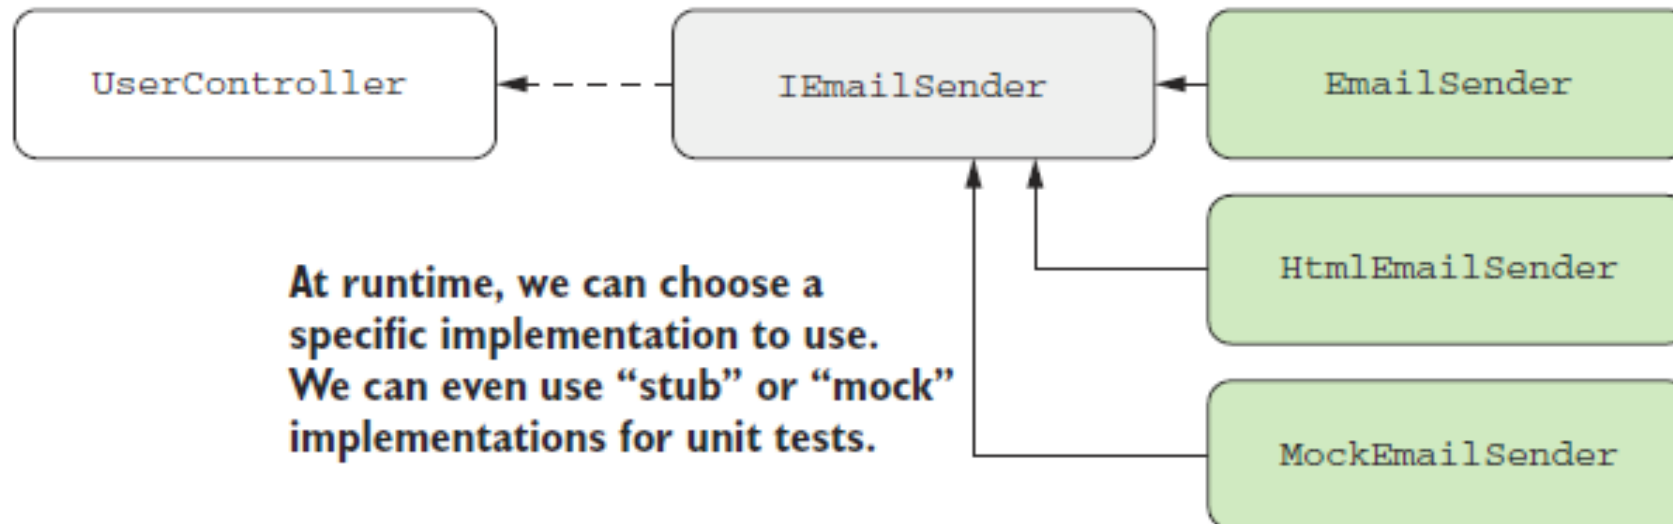 UserController
IEmailSender
EmailSender
HtmlEmailSender
At runtime, we can choose a
specific implementation to use.
We can even use “stub” or “mock”
implementations for unit tests.
MockEmailSender